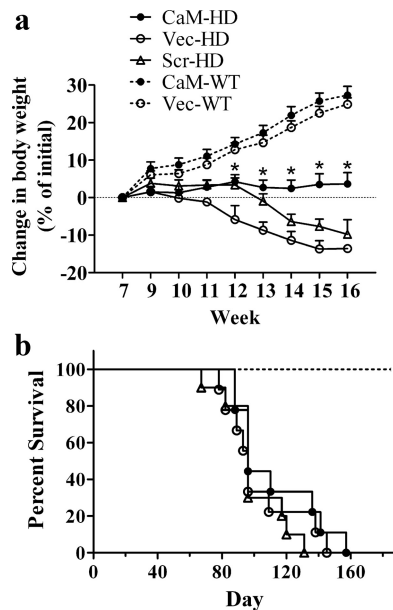 a
CaM-HD
Vec-HD
Scr-HD
CaM-WT
Vec-WT
Change in body weight
(% of initial)
30
20
10
0
-10
-20
* * * * *
7 9 10 11 12 13 14 15 16
Week
b
Percent Survival
100
80
60
40
20
0
0 40 80 120 160
Day